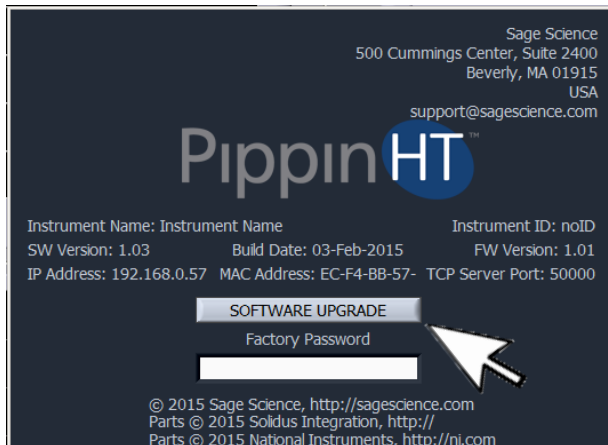 Sage Science
500 Cummings Center, Suite 2400
Beverly, MA 01915
USA
support@sagescience.com
PIPPIN HT™
Instrument Name: Instrument Name Instrument ID: noID
SW Version: 1.03 Build Date: 03-Feb-2015 FW Version: 1.01
IP Address: 192.168.0.57 MAC Address: EC-F4-BB-57- TCP Server Port: 50000
SOFTWARE UPGRADE
Factory Password
© 2015 Sage Science, http://sagescience.com
Parts © 2015 Solidus Integration, http://
Parts © 2015 National Instruments, http://ni.com